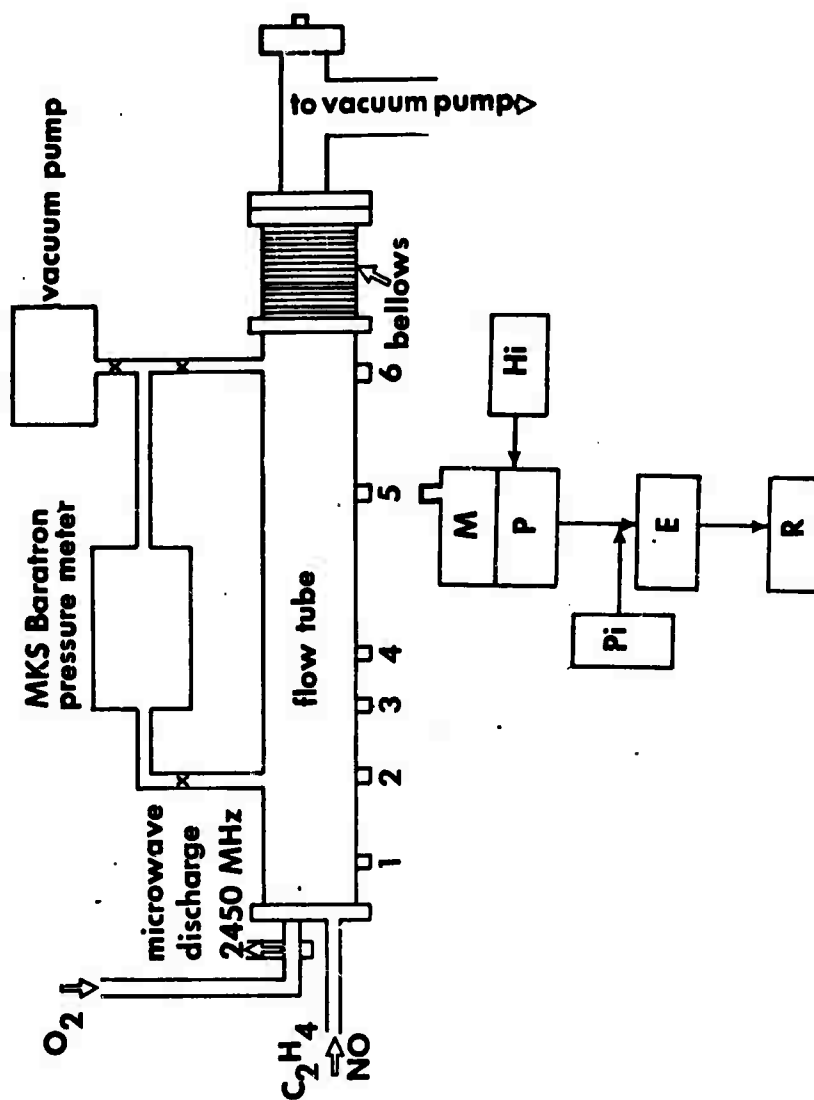 vacuum pump
to vacuum pump
MKS Baratron
pressure meter
bellows
flow tube
microwave
discharge
2450 MHz
O2
C2H4
NO
1
2
3
4
5
6
M
P
Hi
Pi
E
R